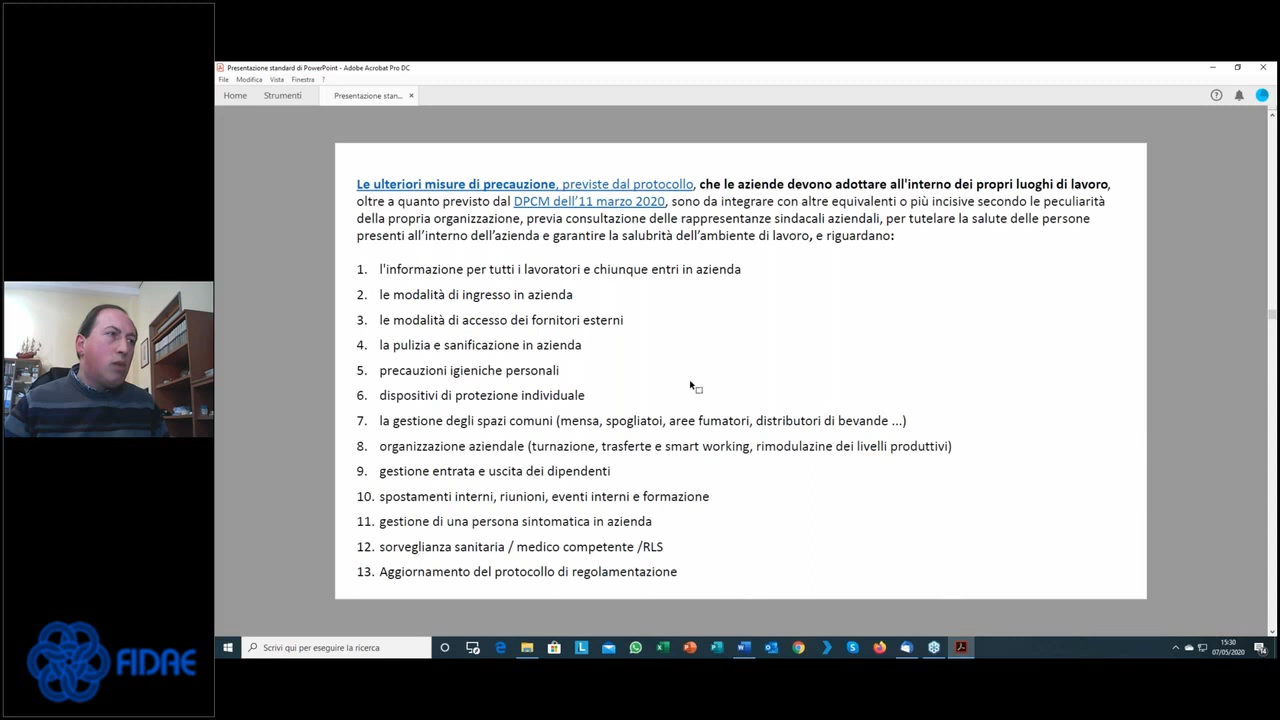 Presentazione standard di PowerPoint - Adobe Acrobat Pro DC
File Modifica Vista Finestra ?
Home Strumenti Presentazione stan... ×
Le ulteriori misure di precauzione, previste dal protocollo, che le aziende devono adottare all'interno dei propri luoghi di lavoro,
oltre a quanto previsto dal DPCM dell'11 marzo 2020, sono da integrare con altre equivalenti o più incisive secondo le peculiarità
della propria organizzazione, previa consultazione delle rappresentanze sindacali aziendali, per tutelare la salute delle persone
presenti all'interno dell'azienda e garantire la salubrità dell'ambiente di lavoro, e riguardano:
1. l'informazione per tutti i lavoratori e chiunque entri in azienda
2. le modalità di ingresso in azienda
3. le modalità di accesso dei fornitori esterni
4. la pulizia e sanificazione in azienda
5. precauzioni igieniche personali
6. dispositivi di protezione individuale
7. la gestione degli spazi comuni (mensa, spogliatoi, aree fumatori, distributori di bevande ...)
8. organizzazione aziendale (turnazione, trasferte e smart working, rimodulazine dei livelli produttivi)
9. gestione entrata e uscita dei dipendenti
10. spostamenti interni, riunioni, eventi interni e formazione
11. gestione di una persona sintomatica in azienda
12. sorveglianza sanitaria / medico competente /RLS
13. Aggiornamento del protocollo di regolamentazione
FIDAE
Scrivi qui per eseguire la ricerca
15:30
07/05/2020